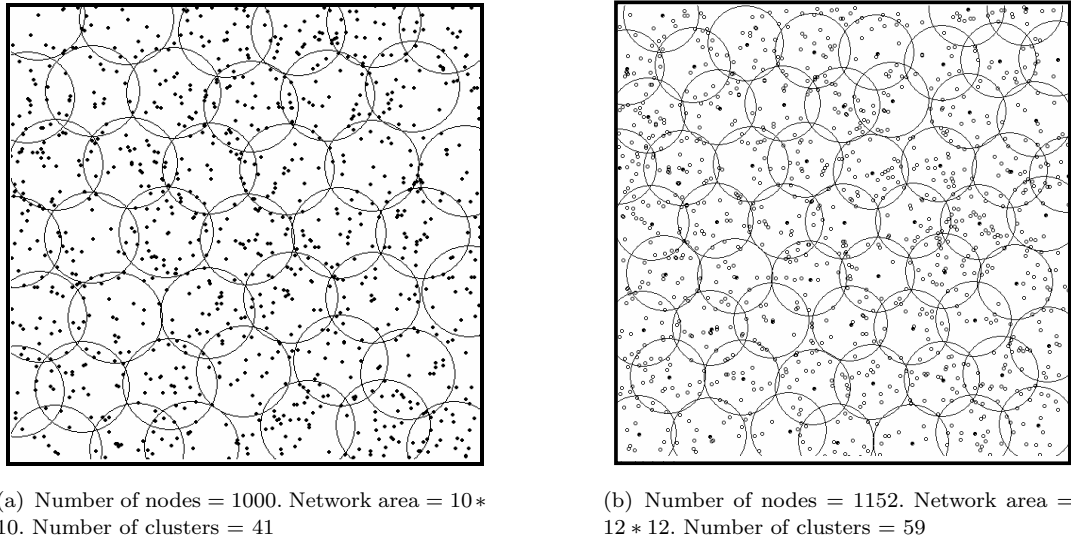 (a) Number of nodes = 1000. Network area = 10 ∗
10. Number of clusters = 41
(b) Number of nodes = 1152. Network area =
12 ∗ 12. Number of clusters = 59